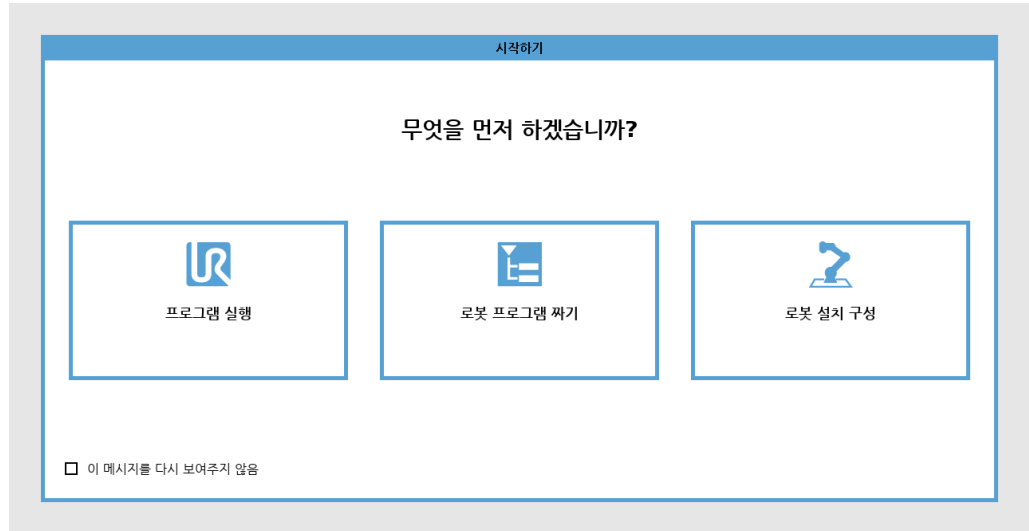 시작하기
무엇을 먼저 하겠습니까?
UR
프로그램 실행
로봇 프로그램 짜기
로봇 설치 구성
이 메시지를 다시 보여주지 않음